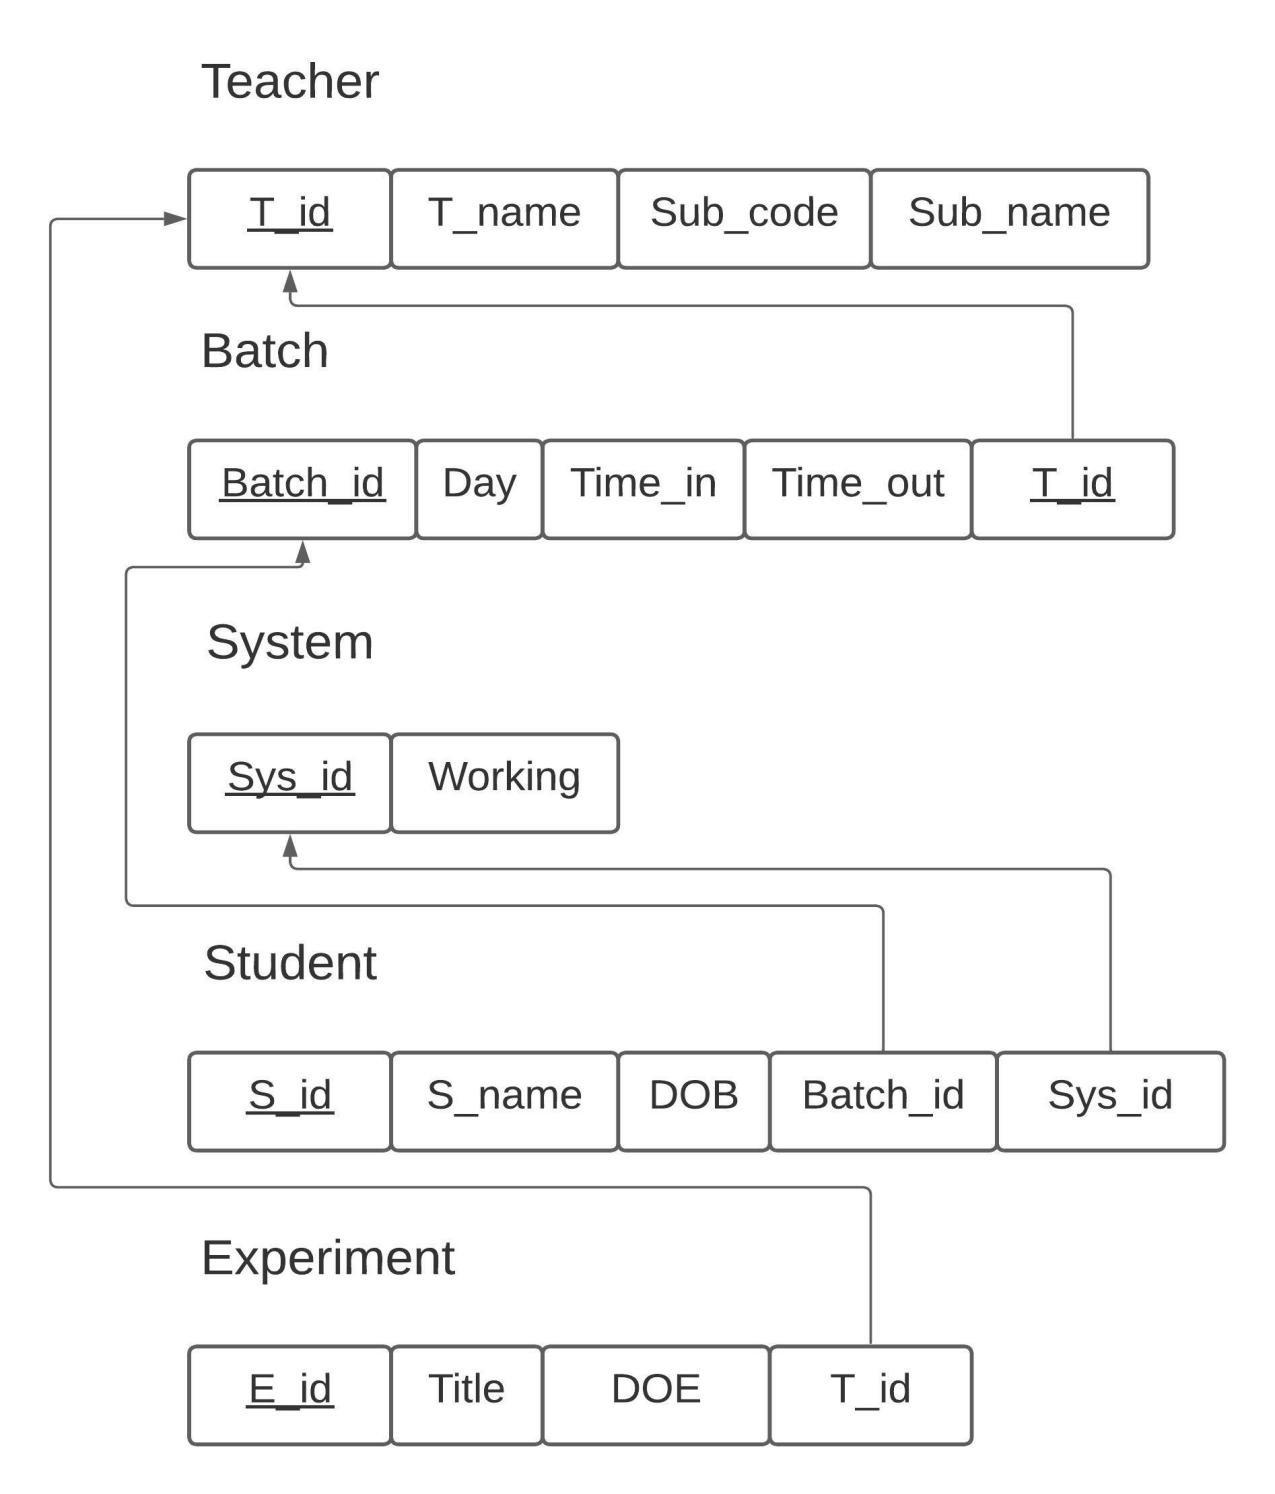 Teacher
T_id T_name Sub_code Sub_name
Batch
Batch_id Day Time_in Time_out T_id
System
Sys_id Working
Student
S_id S_name DOB Batch_id Sys_id
Experiment
E_id Title DOE T_id